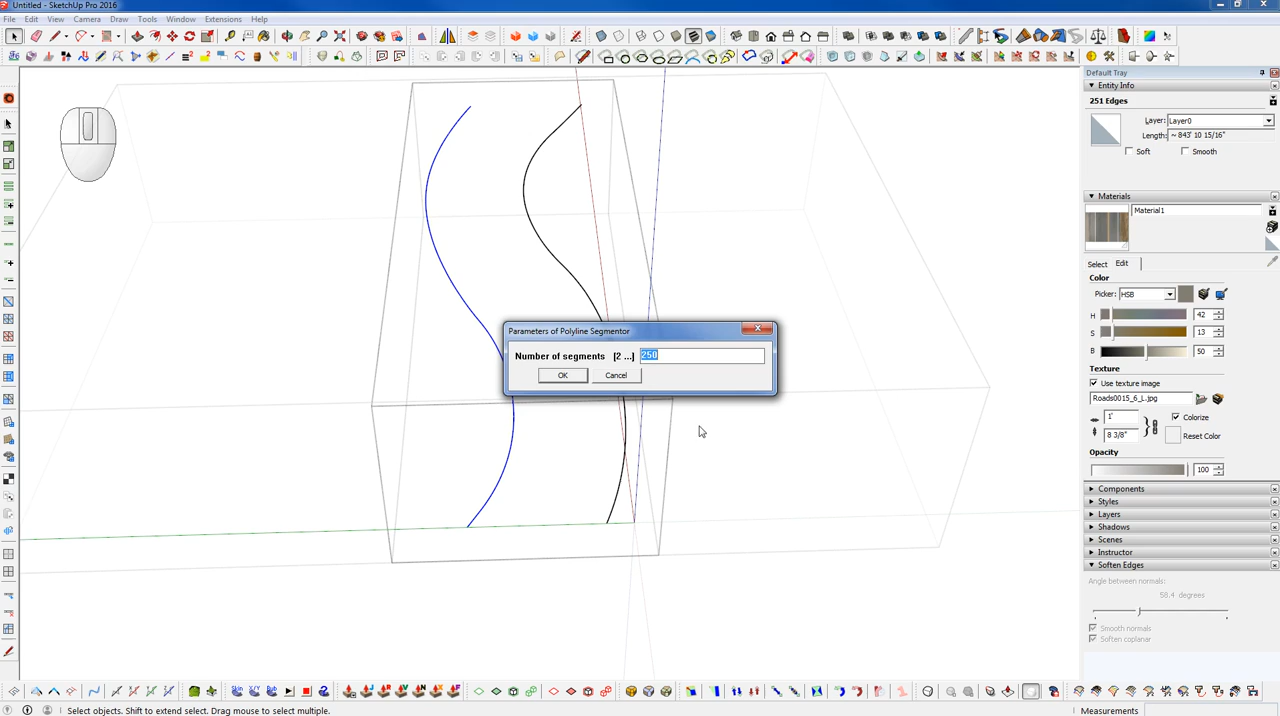 Untitled - SketchUp Pro 2016
File Edit View Camera Draw Tools Window Extensions Help
Default Tray
Entity Info
251 Edges
Layer: Layer0
Length: ~ 843' 10 15/16"
Soft Smooth
Materials
Material1
Select Edit
Color
Picker: HSB
H 42
S 13
B 50
Texture
Use texture image
Roads0015_6_L.jpg
1' Colorize
8 3/8" Reset Color
Opacity
100
Components
Styles
Layers
Shadows
Scenes
Instructor
Soften Edges
Angle between normals:
58.4 degrees
Smooth normals
Soften coplanar
Parameters of Polyline Segmentor
Number of segments [2 ...] 250
OK Cancel
Select objects. Shift to extend select. Drag mouse to select multiple.
Measurements